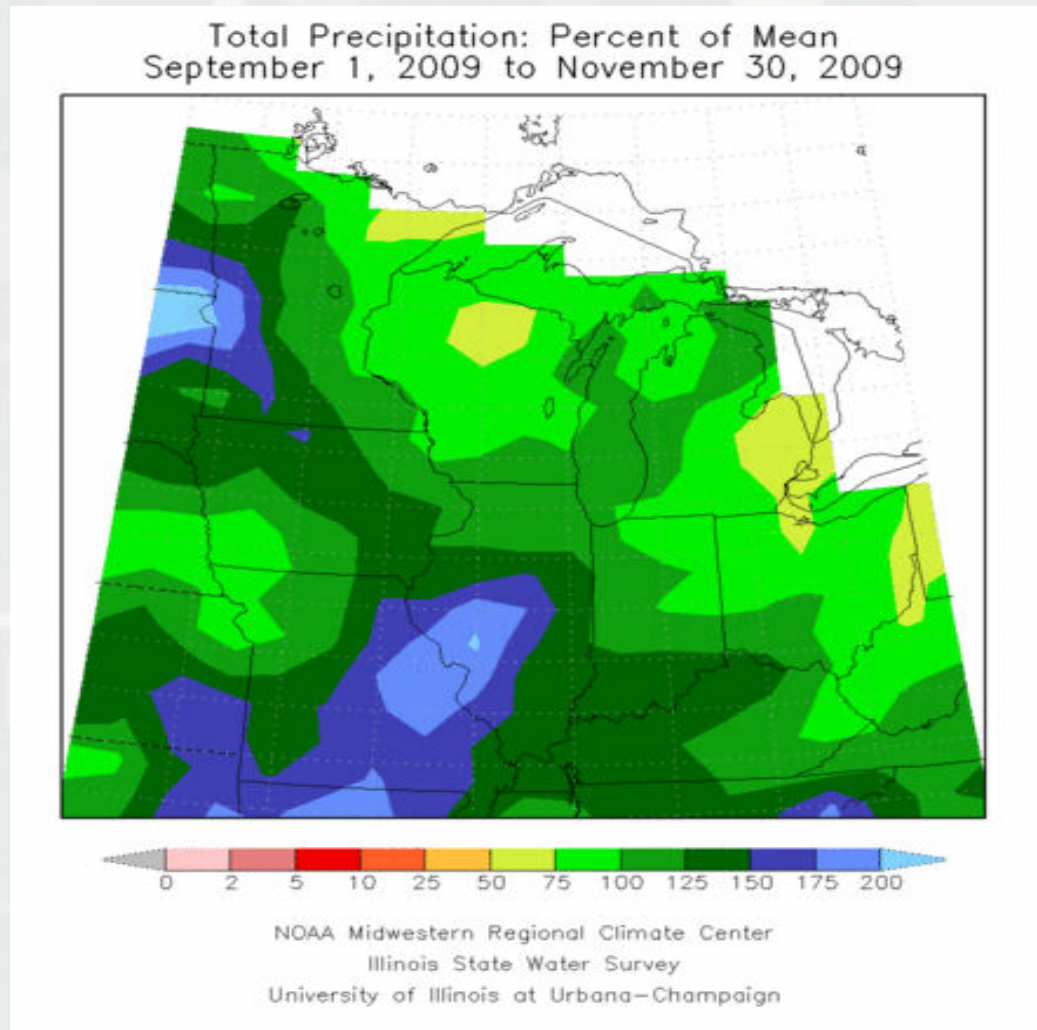 Total Precipitation: Percent of Mean
September 1, 2009 to November 30, 2009
0 2 5 10 25 50 75 100 125 150 175 200
NOAA Midwestern Regional Climate Center
Illinois State Water Survey
University of Illinois at Urbana-Champaign